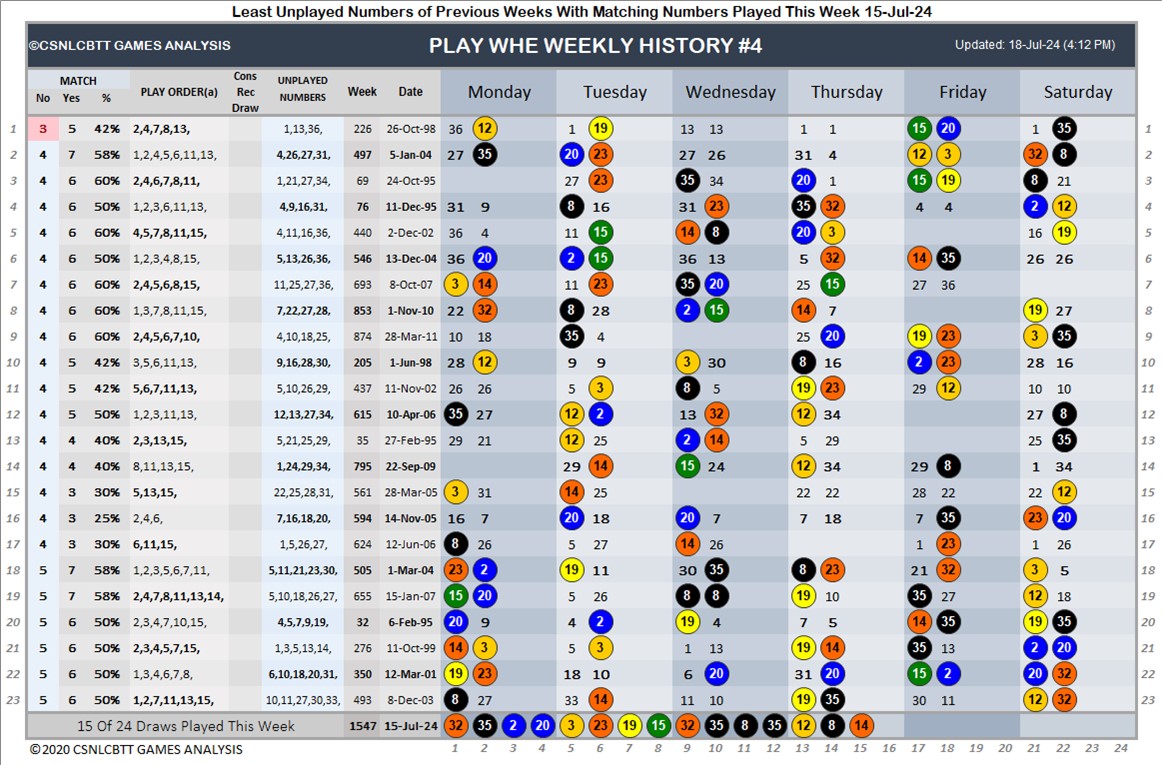 Least Unplayed Numbers of Previous Weeks With Matching Numbers Played This Week 15-Jul-24
©CSNLCBTT GAMES ANALYSIS PLAY WHE WEEKLY HISTORY #4 Updated: 18-Jul-24 (4:12 PM)
MATCH No Yes % PLAY ORDER(a) Cons Rec Draw UNPLAYED NUMBERS Week Date Monday Tuesday Wednesday Thursday Friday Saturday
1 3 5 42% 2,4,7,8,13, 1,13,36, 226 26-Oct-98 36 12 1 19 13 13 1 1 15 20 1 35 1
2 4 7 58% 1,2,4,5,6,11,13, 4,26,27,31, 497 5-Jan-04 27 35 20 23 27 26 31 4 12 3 32 8 2
3 4 6 60% 2,4,6,7,8,11, 1,21,27,34, 69 24-Oct-95 27 23 35 34 20 1 15 19 8 21 3
4 4 6 50% 1,2,3,6,11,13, 4,9,16,31, 76 11-Dec-95 31 9 8 16 31 23 35 32 4 4 2 12 4
5 4 6 60% 4,5,7,8,11,15, 4,11,16,36, 440 2-Dec-02 36 4 11 15 14 8 20 3 16 19 5
6 4 6 50% 1,2,3,4,8,15, 5,13,26,36, 546 13-Dec-04 36 20 2 15 36 13 5 32 14 35 26 26 6
7 4 6 60% 2,4,5,6,8,15, 11,25,27,36, 693 8-Oct-07 3 14 11 23 35 20 25 15 27 36 7
8 4 6 60% 1,3,7,8,11,15, 7,22,27,28, 853 1-Nov-10 22 32 8 28 2 15 14 7 19 27 8
9 4 6 60% 2,4,5,6,7,10, 4,10,18,25, 874 28-Mar-11 10 18 35 4 25 20 19 23 3 35 9
10 4 5 42% 3,5,6,11,13, 9,16,28,30, 205 1-Jun-98 28 12 9 9 3 30 8 16 2 23 28 16 10
11 4 5 42% 5,6,7,11,13, 5,10,26,29, 437 11-Nov-02 26 26 5 3 8 5 19 23 29 12 10 10 11
12 4 5 50% 1,2,3,11,13, 12,13,27,34, 615 10-Apr-06 35 27 12 2 13 32 12 34 27 8 12
13 4 4 40% 2,3,13,15, 5,21,25,29, 35 27-Feb-95 29 21 12 25 2 14 5 29 25 35 13
14 4 4 40% 8,11,13,15, 1,24,29,34, 795 22-Sep-09 29 14 15 24 12 34 29 8 1 34 14
15 4 3 30% 5,13,15, 22,25,28,31, 561 28-Mar-05 3 31 14 25 22 22 28 22 22 12 15
16 4 3 25% 2,4,6, 7,16,18,20, 594 14-Nov-05 16 7 20 18 20 7 7 18 7 35 23 20 16
17 4 3 30% 6,11,15, 1,5,26,27, 624 12-Jun-06 8 26 5 27 14 26 1 23 1 26 17
18 5 7 58% 1,2,3,5,6,7,11, 5,11,21,23,30, 505 1-Mar-04 23 2 19 11 30 35 8 23 21 32 3 5 18
19 5 7 58% 2,4,7,8,11,13,14, 5,10,18,26,27, 655 15-Jan-07 15 20 5 26 8 8 19 10 35 27 12 18 19
20 5 6 50% 2,3,4,7,10,15, 4,5,7,9,19, 32 6-Feb-95 20 9 4 2 19 4 7 5 14 35 19 35 20
21 5 6 50% 2,3,4,5,7,15, 1,3,5,13,14, 276 11-Oct-99 14 3 5 3 1 13 19 14 35 13 2 20 21
22 5 6 50% 1,3,4,6,7,8, 6,10,18,20,31, 350 12-Mar-01 19 23 18 10 6 20 31 20 15 2 20 32 22
23 5 6 50% 1,2,7,11,13,15, 10,11,27,30,33, 492 8-Dec-03 8 27 33 14 11 10 19 35 30 11 12 32 23
15 Of 24 Draws Played This Week 1547 15-Jul-24 32 35 2 20 3 23 19 15 32 35 8 35 12 8 14
©2020 CSNLCBTT GAMES ANALYSIS 1 2 3 4 5 6 7 8 9 10 11 12 13 14 15 16 17 18 19 20 21 22 23 24